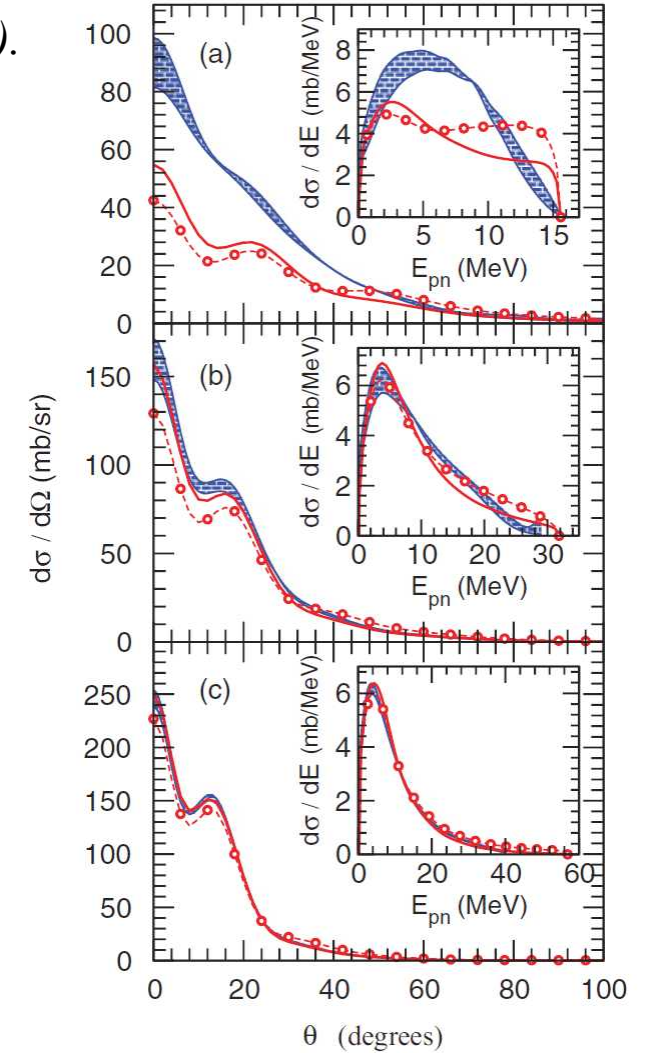 ).
100
80
60
40
20
0
(a)
dσ / dE (mb/MeV)
8
6
4
2
0
0 5 10 15
E_pn (MeV)
150
100
50
0
(b)
dσ / dΩ (mb/sr)
dσ / dE (mb/MeV)
6
4
2
0
0 10 20 30
E_pn (MeV)
250
200
150
100
50
0
(c)
dσ / dE (mb/MeV)
6
4
2
0
0 20 40 60
E_pn (MeV)
0 20 40 60 80 100
θ (degrees)